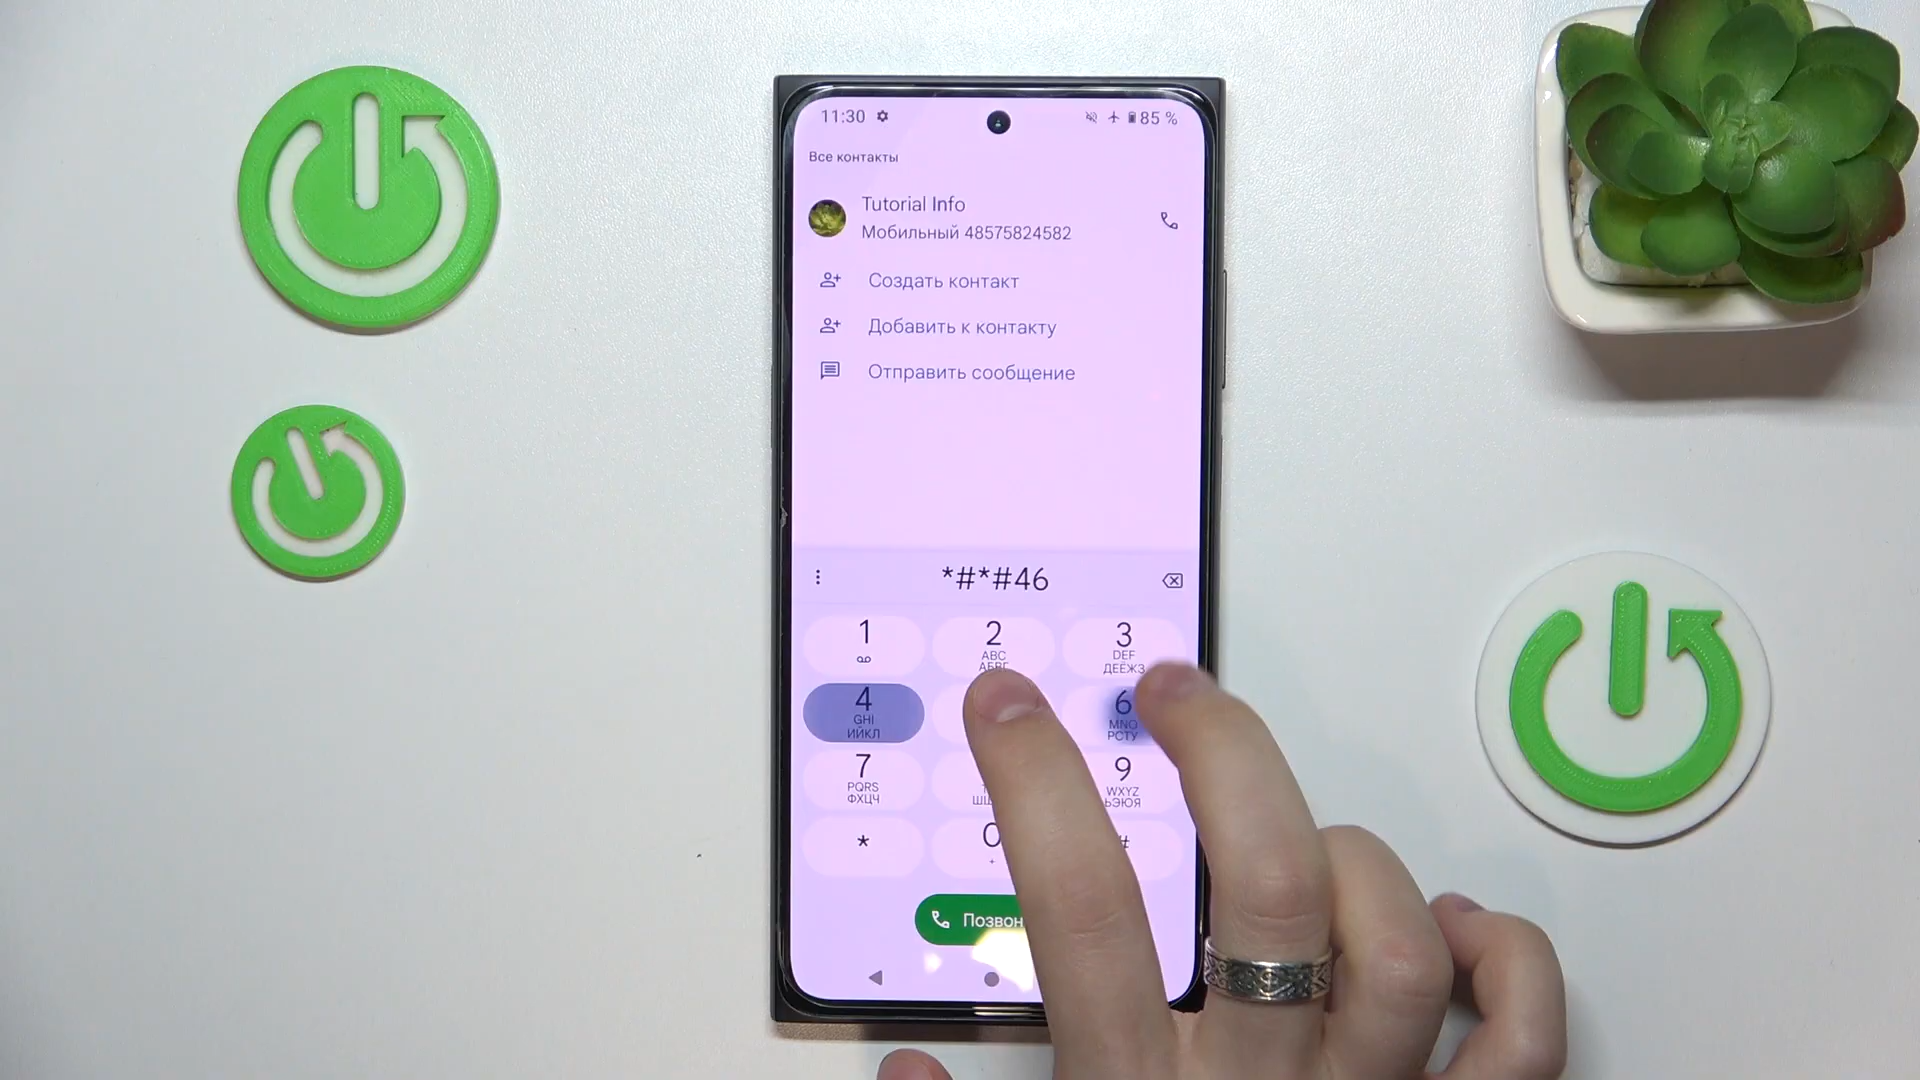 11:30
85 %
Все контакты
Tutorial Info
Мобильный 48575824582
Создать контакт
Добавить к контакту
Отправить сообщение
*#*#46
1 2 3
ABC DEF
АБВГ ДЕЁЖЗ
4 6
GHI MNO
ИЙКЛ РСТУ
7 9
PQRS WXYZ
ФХЦЧ ЬЭЮЯ
* 0 #
+